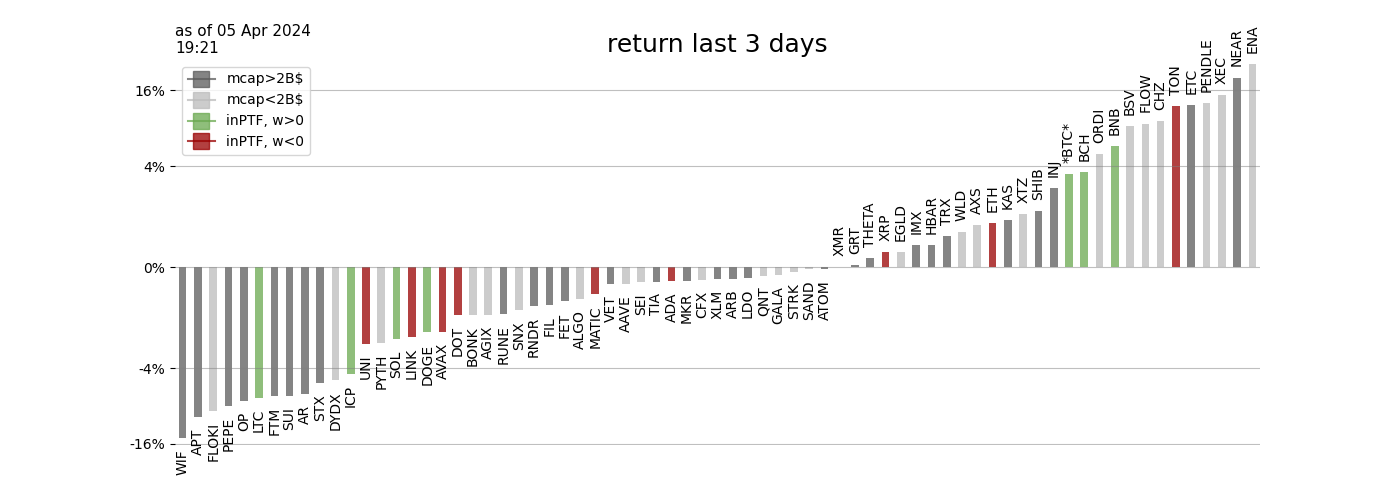 as of 05 Apr 2024
19:21
return last 3 days
mcap>2B$
mcap<2B$
inPTF, w>0
inPTF, w<0
16%
4%
0%
-4%
-16%
WIF
APT
FLOKI
PEPE
OP
LTC
FTM
SUI
AR
STX
DYDX
ICP
UNI
PYTH
SOL
LINK
DOGE
AVAX
DOT
BONK
AGIX
RUNE
SNX
RNDR
FIL
FET
ALGO
MATIC
VET
AAVE
SEI
TIA
ADA
MKR
CFX
XLM
ARB
LDO
QNT
GALA
STRK
SAND
ATOM
XMR
GRT
THETA
XRP
EGLD
IMX
HBAR
TRX
WLD
AXS
ETH
KAS
XTZ
SHIB
INJ
*BTC*
BCH
ORDI
BNB
BSV
FLOW
CHZ
TON
ETC
PENDLE
XEC
NEAR
ENA